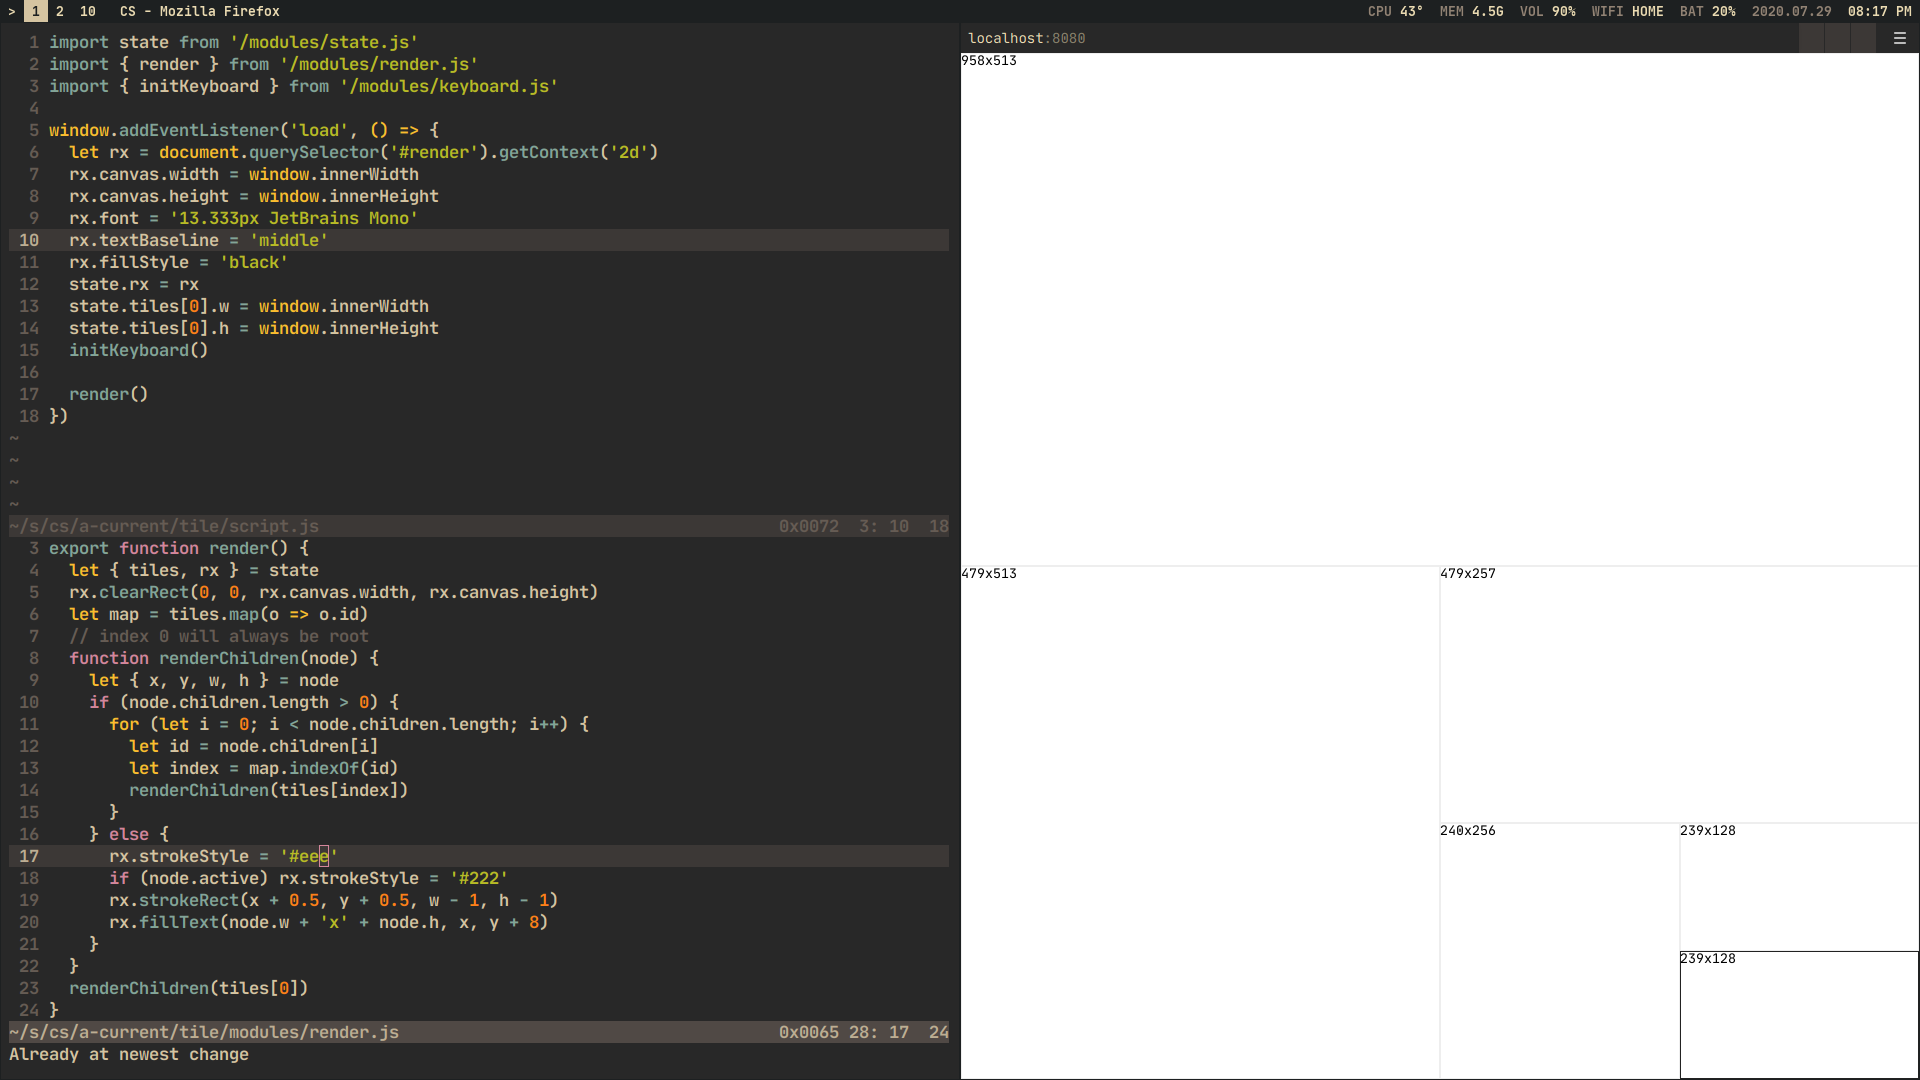 > 1 2 10 CS - Mozilla Firefox CPU 43° MEM 4.5G VOL 90% WIFI HOME BAT 20% 2020.07.29 08:17 PM
1 import state from '/modules/state.js'
2 import { render } from '/modules/render.js'
3 import { initKeyboard } from '/modules/keyboard.js'
4
5 window.addEventListener('load', () => {
6   let rx = document.querySelector('#render').getContext('2d')
7   rx.canvas.width = window.innerWidth
8   rx.canvas.height = window.innerHeight
9   rx.font = '13.333px JetBrains Mono'
10   rx.textBaseline = 'middle'
11   rx.fillStyle = 'black'
12   state.rx = rx
13   state.tiles[0].w = window.innerWidth
14   state.tiles[0].h = window.innerHeight
15   initKeyboard()
16
17   render()
18 })
~
~
~
~
~/s/cs/a-current/tile/script.js 0x0072  3: 10  18
3 export function render() {
4   let { tiles, rx } = state
5   rx.clearRect(0, 0, rx.canvas.width, rx.canvas.height)
6   let map = tiles.map(o => o.id)
7   // index 0 will always be root
8   function renderChildren(node) {
9     let { x, y, w, h } = node
10     if (node.children.length > 0) {
11       for (let i = 0; i < node.children.length; i++) {
12         let id = node.children[i]
13         let index = map.indexOf(id)
14         renderChildren(tiles[index])
15       }
16     } else {
17       rx.strokeStyle = '#eee'
18       if (node.active) rx.strokeStyle = '#222'
19       rx.strokeRect(x + 0.5, y + 0.5, w - 1, h - 1)
20       rx.fillText(node.w + 'x' + node.h, x, y + 8)
21     }
22   }
23   renderChildren(tiles[0])
24 }
~/s/cs/a-current/tile/modules/render.js 0x0065 28: 17  24
Already at newest change
localhost:8080 ☰
958x513
479x513
479x257
240x256
239x128
239x128